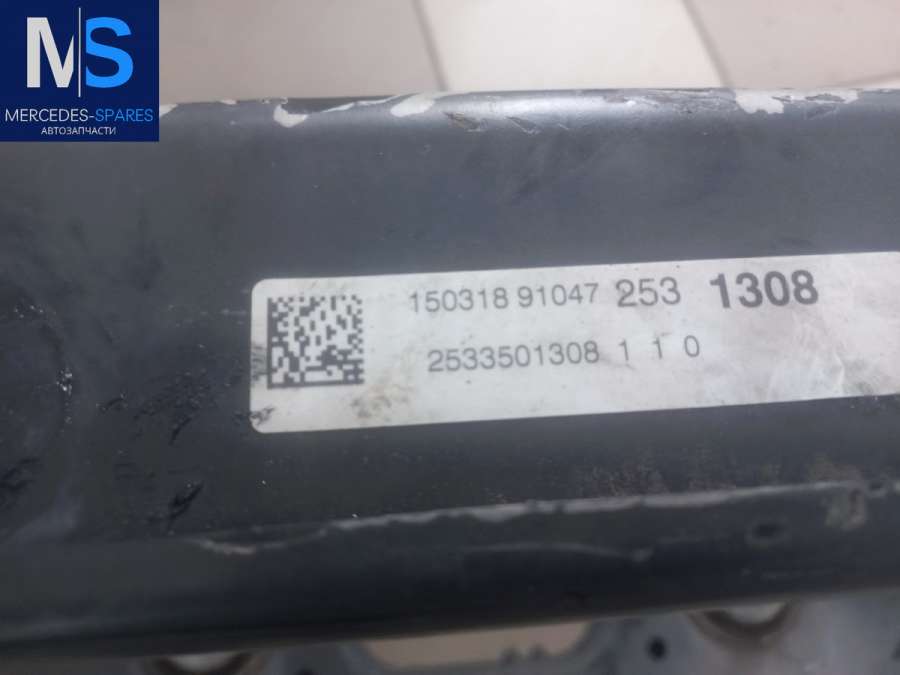 MS
MERCEDES-SPARES
АВТОЗАПЧАСТИ
150318 91047 253 1308
2533501308 1 1 0